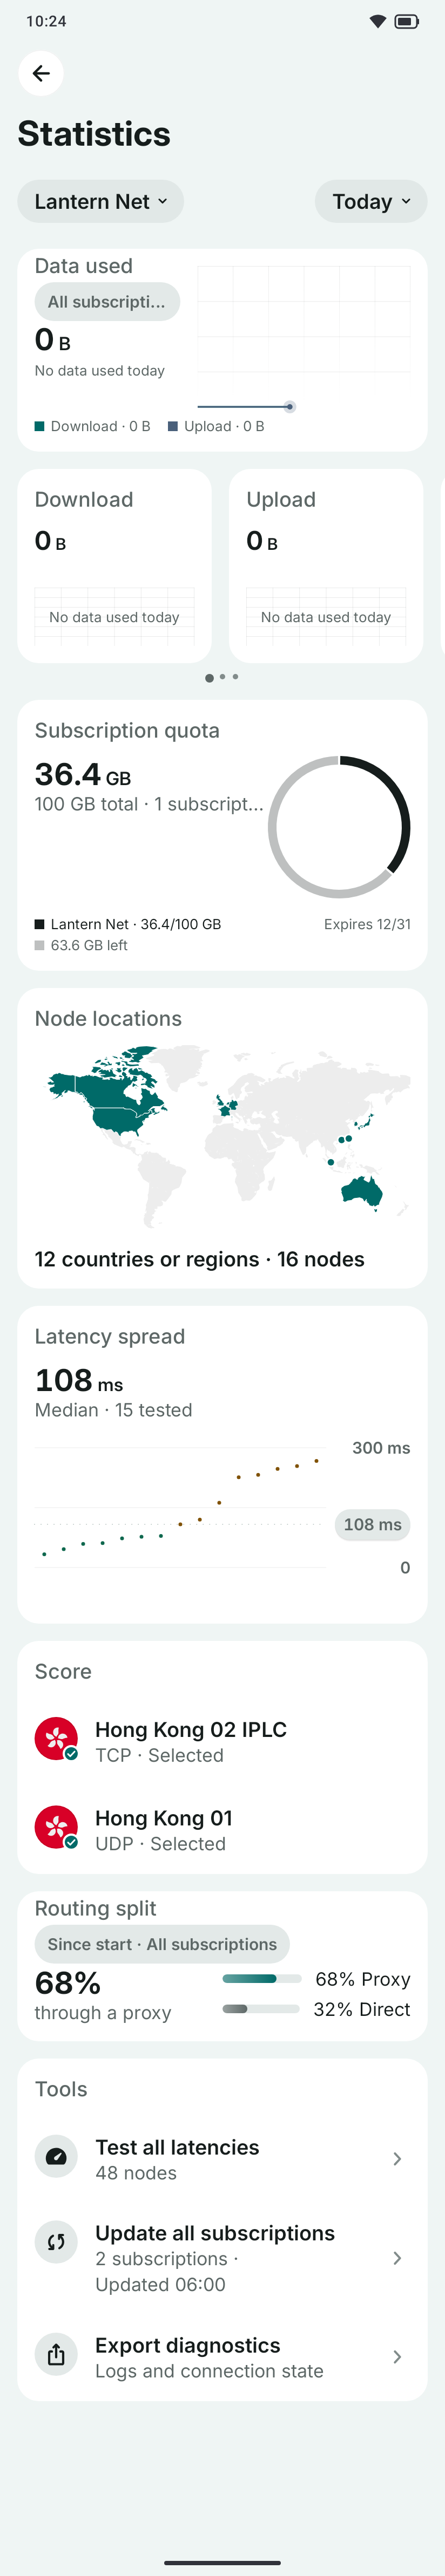 10:24
Statistics
Lantern Net
Today
Data used
All subscripti...
0 B
No data used today
Download · 0 B
Upload · 0 B
Download
0 B
No data used today
Upload
0 B
No data used today
Subscription quota
36.4 GB
100 GB total · 1 subscript...
Lantern Net · 36.4/100 GB
Expires 12/31
63.6 GB left
Node locations
12 countries or regions · 16 nodes
Latency spread
108 ms
Median · 15 tested
300 ms
108 ms
0
Score
Hong Kong 02 IPLC
TCP · Selected
Hong Kong 01
UDP · Selected
Routing split
Since start · All subscriptions
68%
through a proxy
68% Proxy
32% Direct
Tools
Test all latencies
48 nodes
Update all subscriptions
2 subscriptions ·
Updated 06:00
Export diagnostics
Logs and connection state